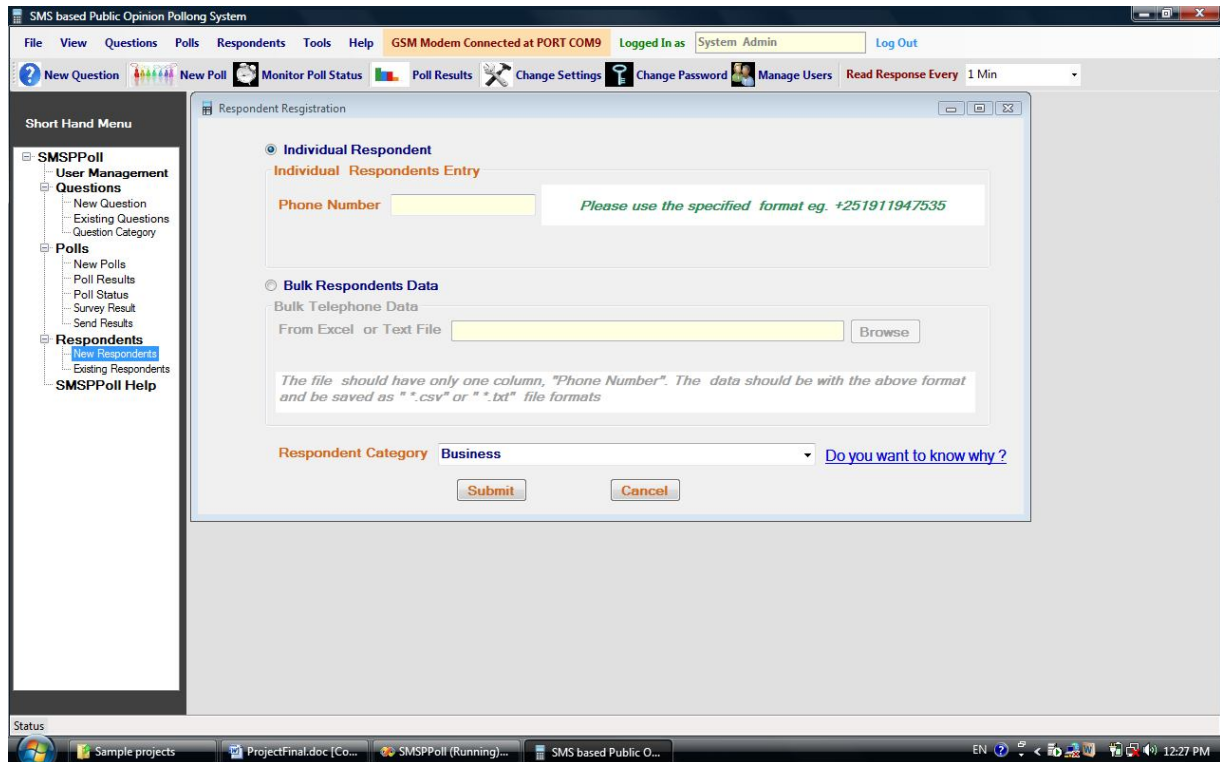 SMS based Public Opinion Pollong System
File View Questions Polls Respondents Tools Help GSM Modem Connected at PORT COM9 Logged In as System Admin Log Out
New Question New Poll Monitor Poll Status Poll Results Change Settings Change Password Manage Users Read Response Every 1 Min
Short Hand Menu
SMSPPoll
User Management
Questions
New Question
Existing Questions
Question Category
Polls
New Polls
Poll Results
Poll Status
Survey Result
Send Results
Respondents
New Respondents
Existing Respondents
SMSPPoll Help
Respondent Resgistration
Individual Respondent
Individual Respondents Entry
Phone Number Please use the specified format eg. +251911947535
Bulk Respondents Data
Bulk Telephone Data
From Excel or Text File Browse
The file should have only one column, "Phone Number". The data should be with the above format
and be saved as " *.csv" or " *.txt" file formats
Respondent Category Business Do you want to know why ?
Submit Cancel
Status
Sample projects ProjectFinal.doc [Co... SMSPPoll (Running)... SMS based Public O... EN 12:27 PM